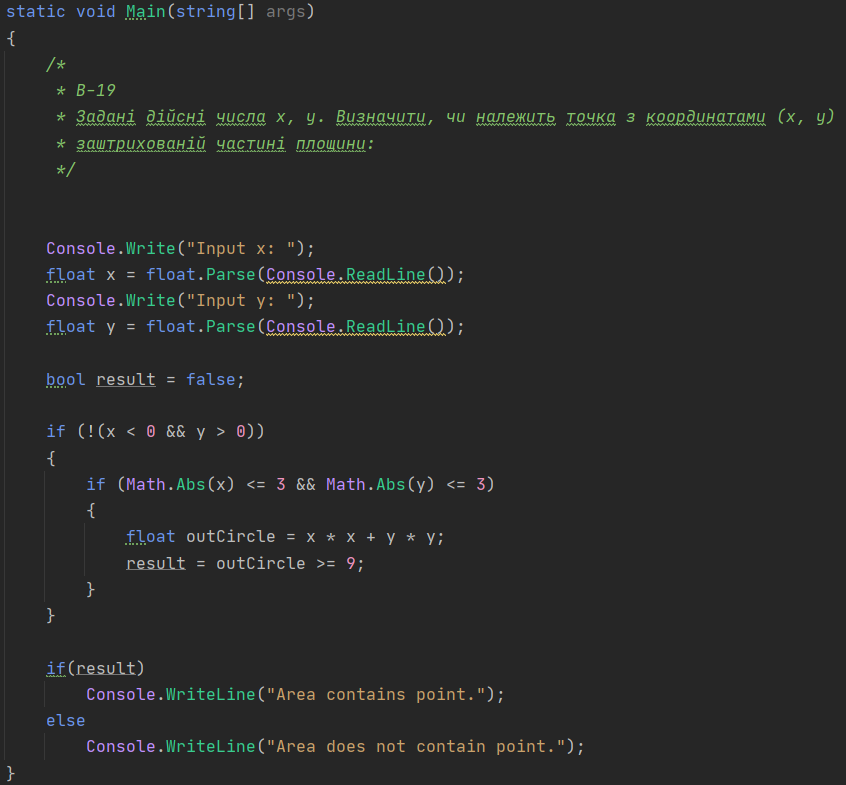 static void Main(string[] args)
{
/*
* В-19
* Задані дійсні числа x, y. Визначити, чи належить точка з координатами (x, y)
* заштрихованій частині площини:
*/
Console.Write("Input x: ");
float x = float.Parse(Console.ReadLine());
Console.Write("Input y: ");
float y = float.Parse(Console.ReadLine());
bool result = false;
if (!(x < 0 && y > 0))
{
if (Math.Abs(x) <= 3 && Math.Abs(y) <= 3)
{
float outCircle = x * x + y * y;
result = outCircle >= 9;
}
}
if(result)
Console.WriteLine("Area contains point.");
else
Console.WriteLine("Area does not contain point.");
}